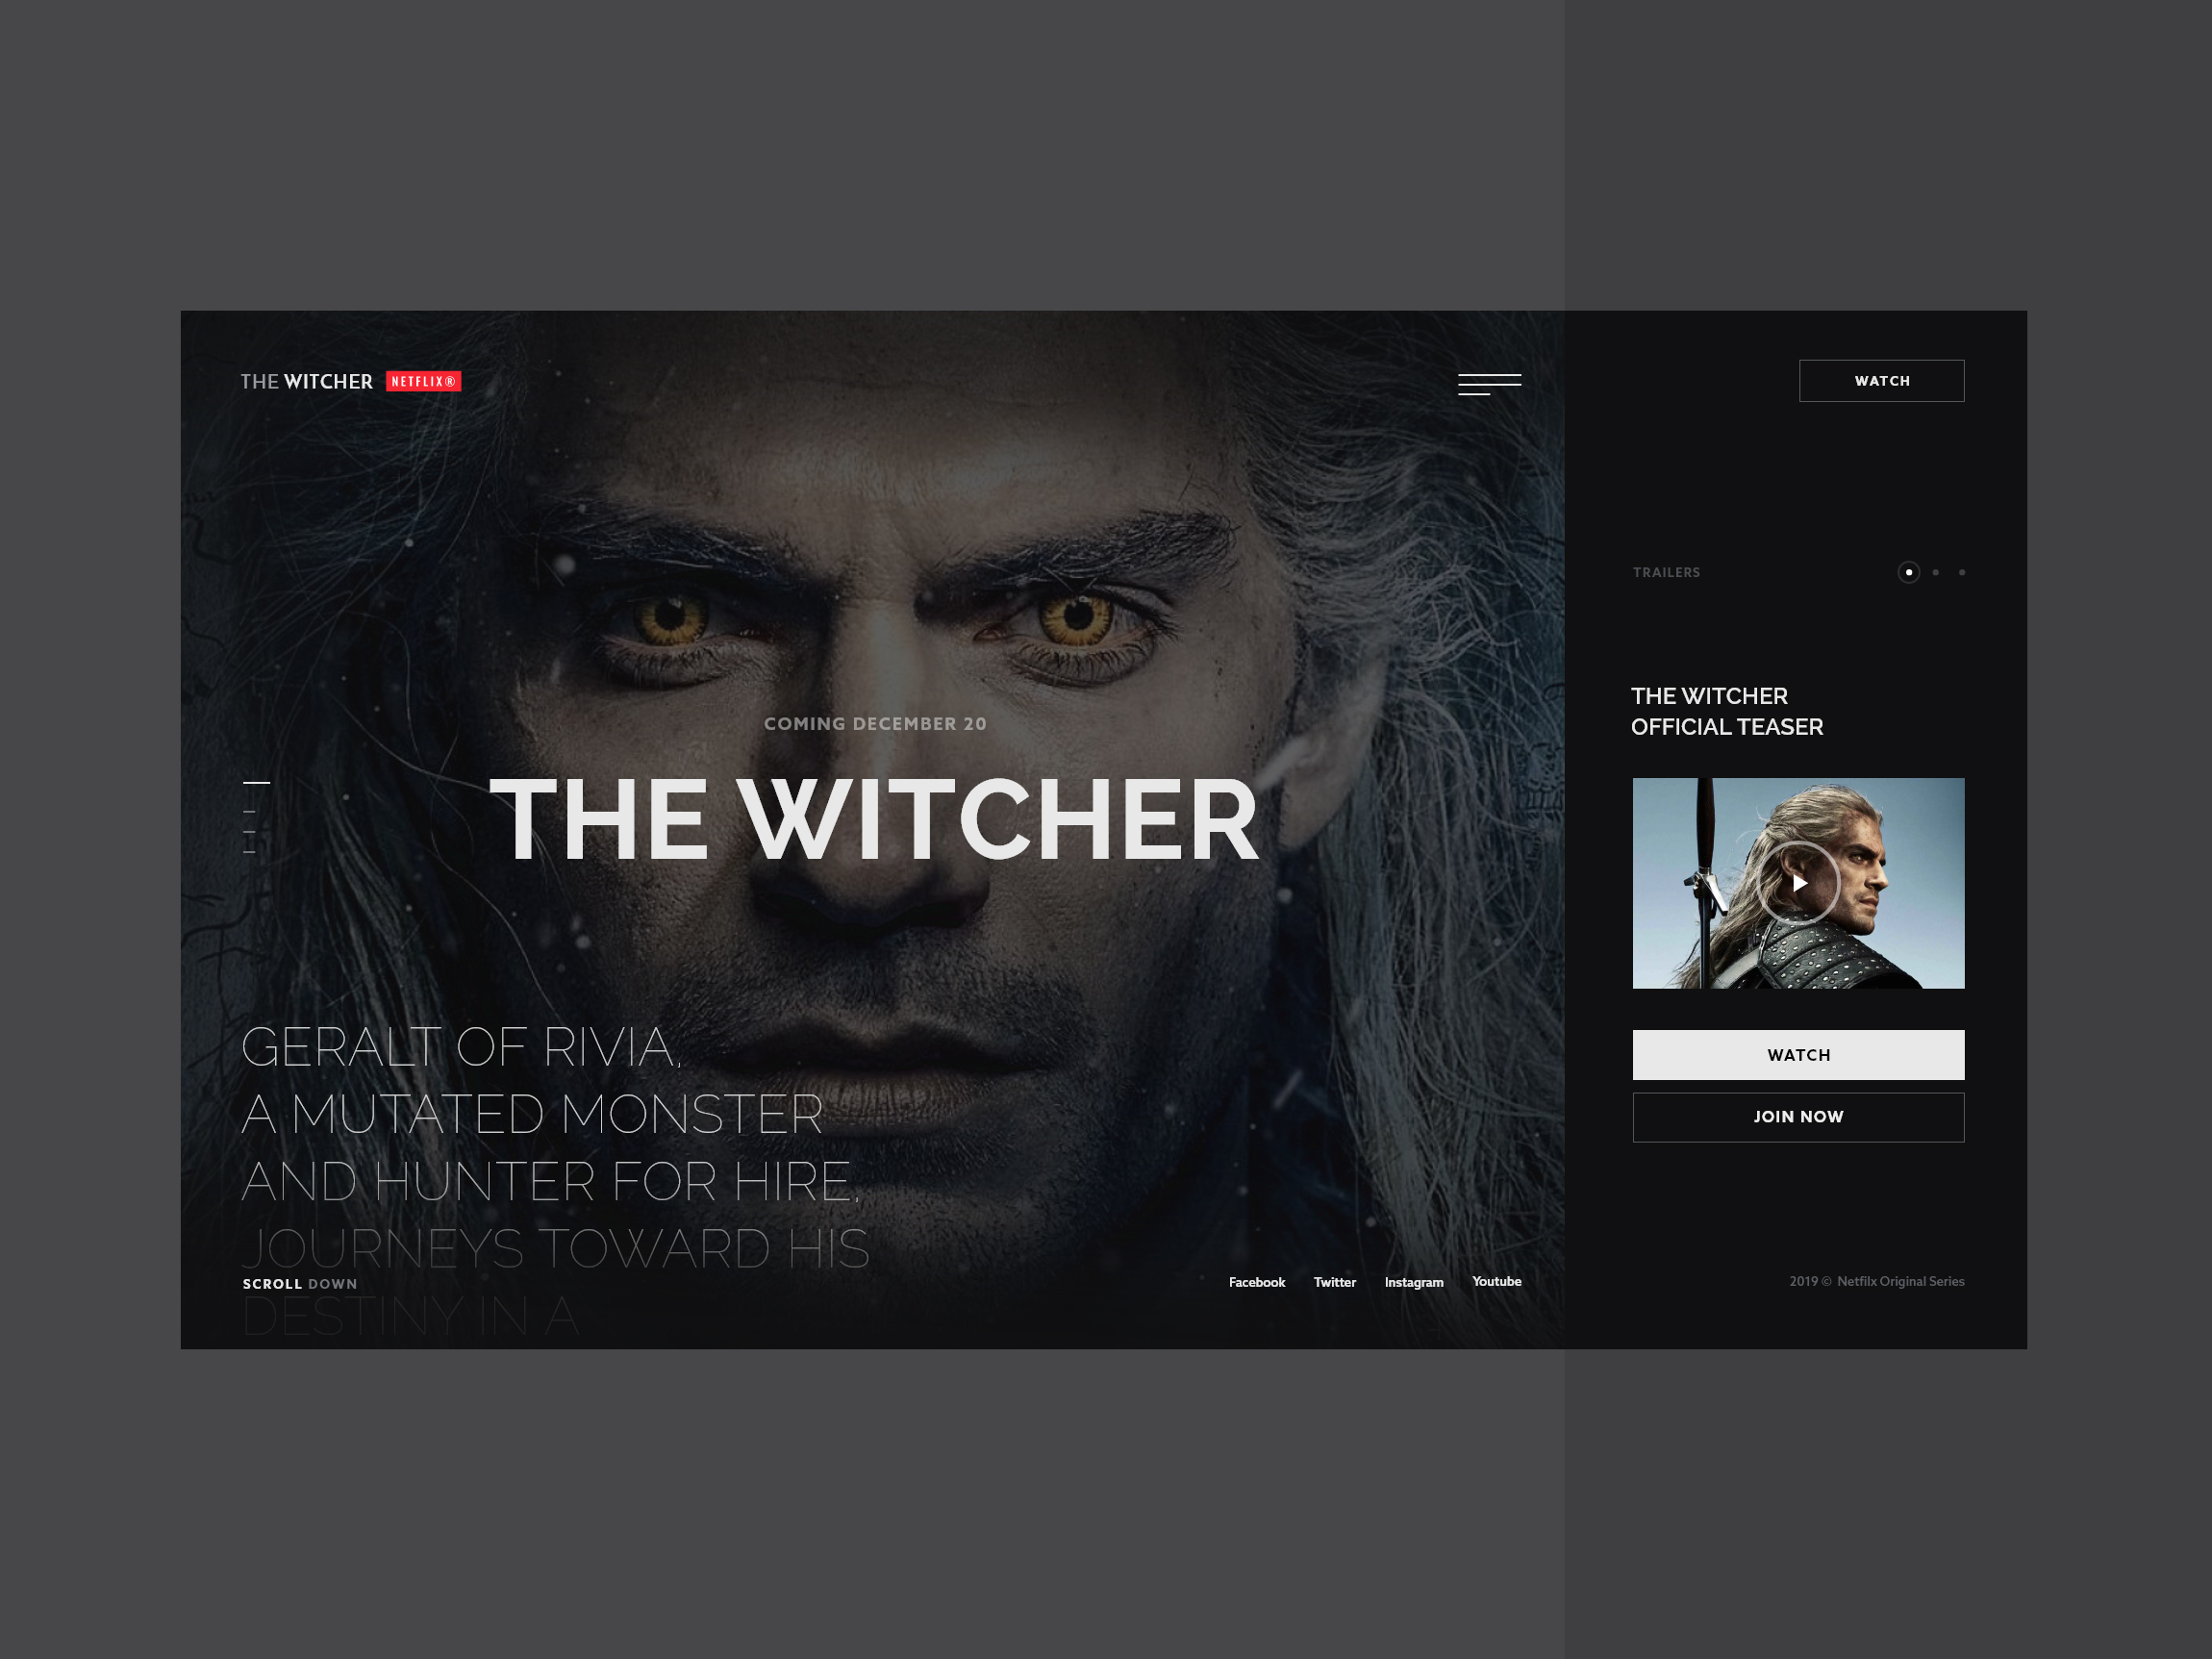 THE WITCHER NETFLIX®
WATCH
TRAILERS
THE WITCHER
OFFICIAL TEASER
COMING DECEMBER 20
THE WITCHER
GERALT OF RIVIA,
A MUTATED MONSTER
AND HUNTER FOR HIRE,
JOURNEYS TOWARD HIS
DESTINY IN A
SCROLL DOWN
WATCH
JOIN NOW
Facebook Twitter Instagram Youtube
2019 © Netfilx Original Series